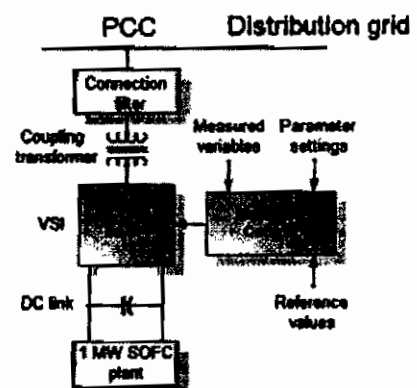 PCC Distribution grid
Connection
filter
Coupling
transformer
Measured
variables
Parameter
settings
VSI
DC link
Reference
values
1 MW SOFC
plant